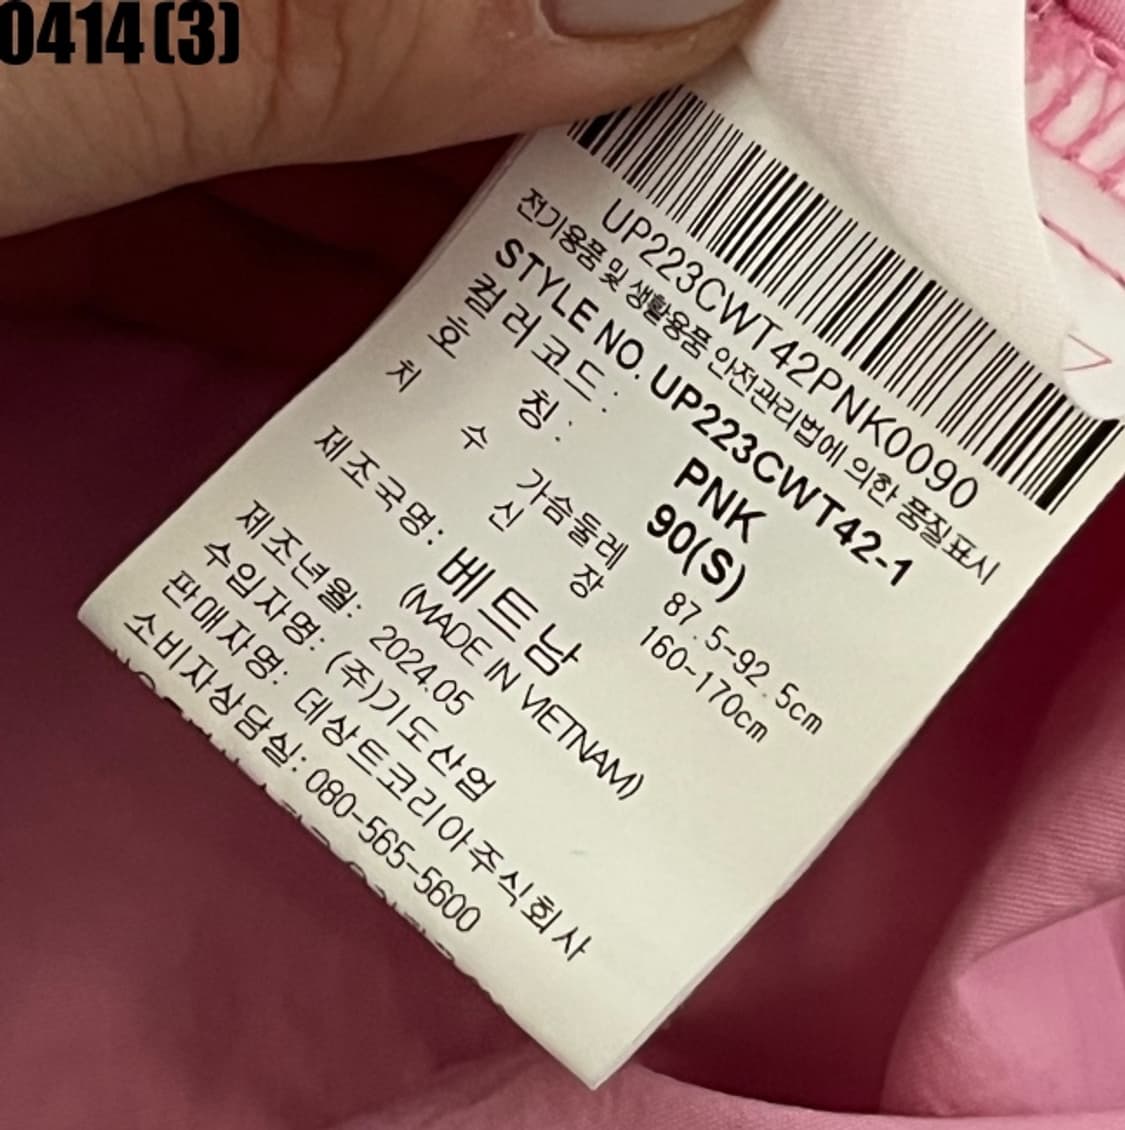 0414(3)
UP223CWT42PNK0090
전기용품 및 생활용품 안전관리법에 의한 품질표시
STYLE NO. UP223CWT42-1
컬러코드: PNK
호 칭: 90(S)
치 수 가슴둘레 87.5-92.5cm
신 장 160-170cm
제조국명: 베트남
(MADE IN VIETNAM)
제조년월: 2024.05
수입자명: (주)기도산업
판매자명: 데상트코리아주식회사
소비자상담실: 080-565-5600